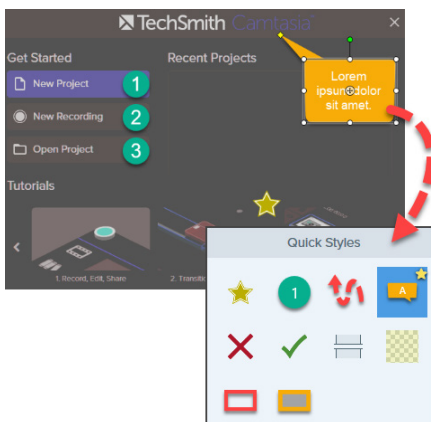 TechSmith Camtasia
Get Started
Recent Projects
New Project
1
New Recording
2
Open Project
3
Lorem
ipsum dolor
sit amet.
Tutorials
1. Record, Edit, Share
2. Transitic
Quick Styles
1
A